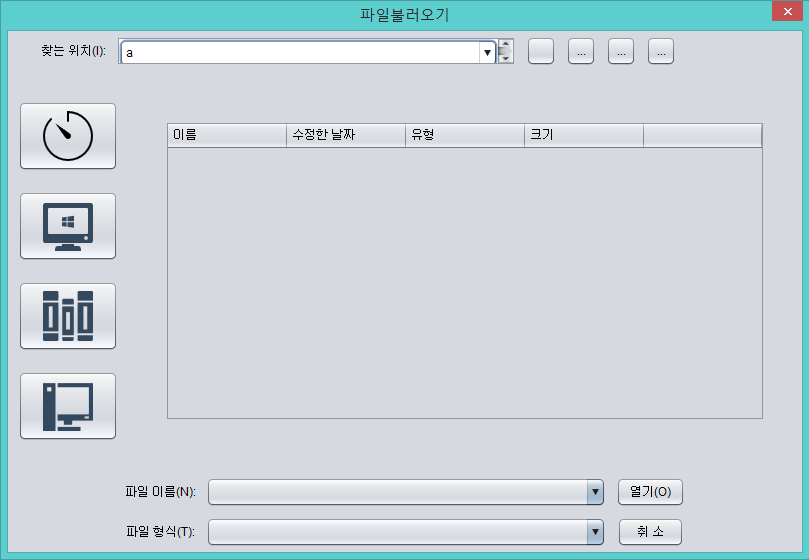 파일불러오기
찾는 위치(I): a ... ... ...
이름 수정한 날짜 유형 크기
파일 이름(N): 열기(O)
파일 형식(T): 취 소